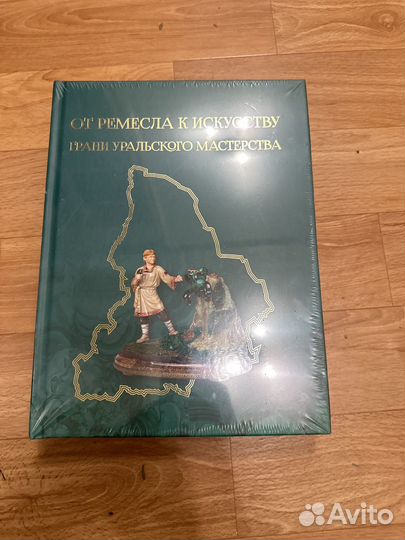 ОТ РЕМЕСЛА К ИСКУССТВУ
ГРАНИ УРАЛЬСКОГО МАСТЕРСТВА
Avito